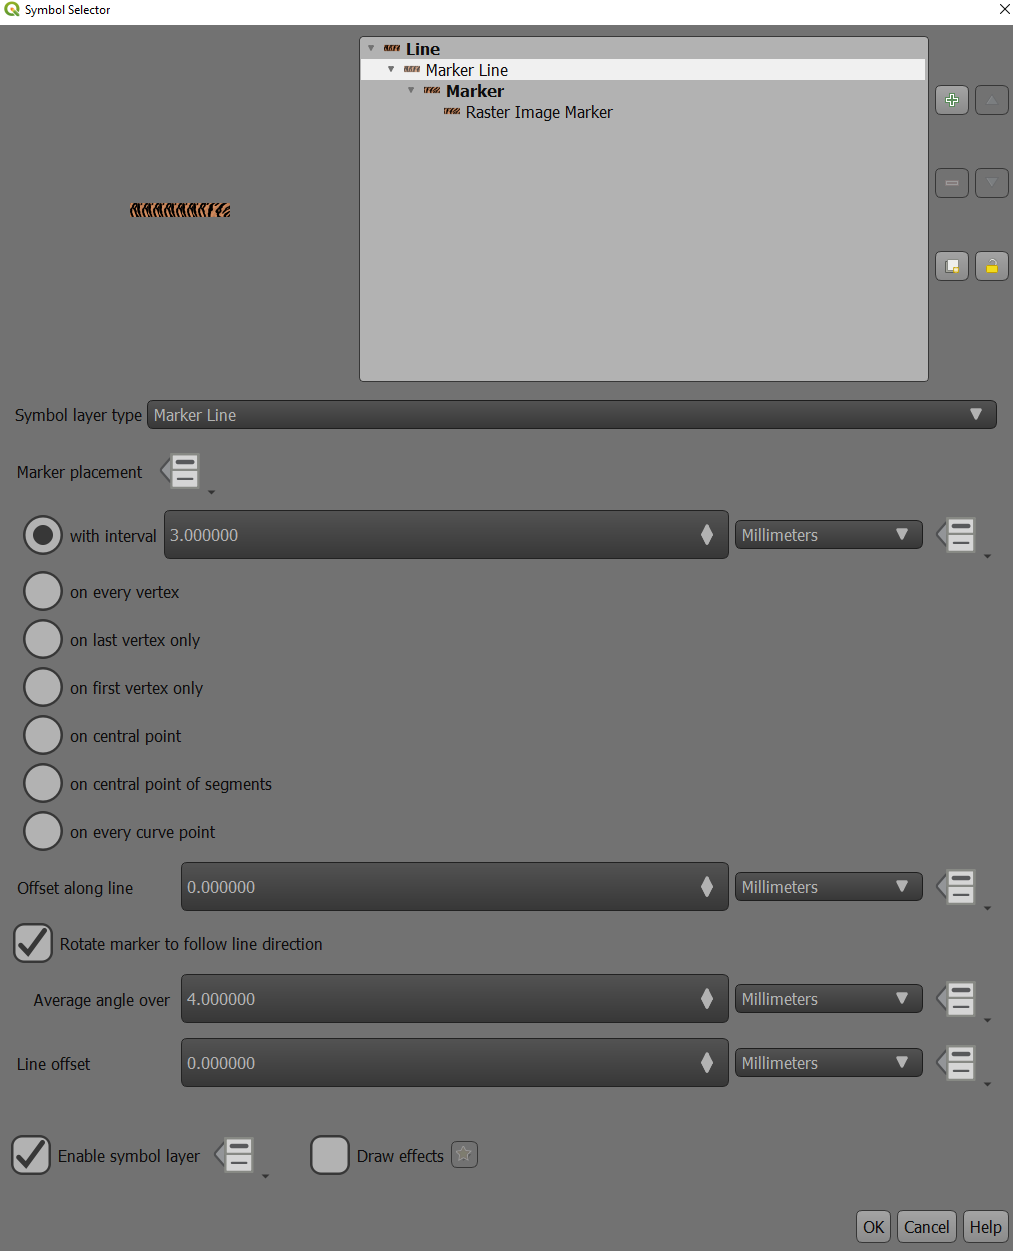 Symbol Selector
Line
Marker Line
Marker
Raster Image Marker
Symbol layer type Marker Line
Marker placement
with interval 3.000000 Millimeters
on every vertex
on last vertex only
on first vertex only
on central point
on central point of segments
on every curve point
Offset along line 0.000000 Millimeters
Rotate marker to follow line direction
Average angle over 4.000000 Millimeters
Line offset 0.000000 Millimeters
Enable symbol layer Draw effects
OK Cancel Help